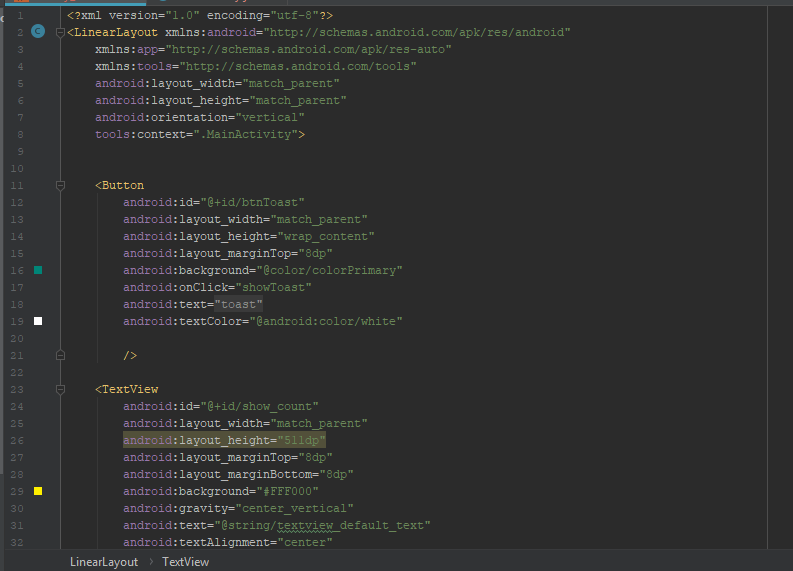 1 <?xml version="1.0" encoding="utf-8"?>
2 <LinearLayout xmlns:android="http://schemas.android.com/apk/res/android"
3 xmlns:app="http://schemas.android.com/apk/res-auto"
4 xmlns:tools="http://schemas.android.com/tools"
5 android:layout_width="match_parent"
6 android:layout_height="match_parent"
7 android:orientation="vertical"
8 tools:context=".MainActivity">
9
10
11 <Button
12 android:id="@+id/btnToast"
13 android:layout_width="match_parent"
14 android:layout_height="wrap_content"
15 android:layout_marginTop="8dp"
16 android:background="@color/colorPrimary"
17 android:onClick="showToast"
18 android:text="toast"
19 android:textColor="@android:color/white"
20
21 />
22
23 <TextView
24 android:id="@+id/show_count"
25 android:layout_width="match_parent"
26 android:layout_height="511dp"
27 android:layout_marginTop="8dp"
28 android:layout_marginBottom="8dp"
29 android:background="#FFF000"
30 android:gravity="center_vertical"
31 android:text="@string/textview_default_text"
32 android:textAlignment="center"
LinearLayout › TextView